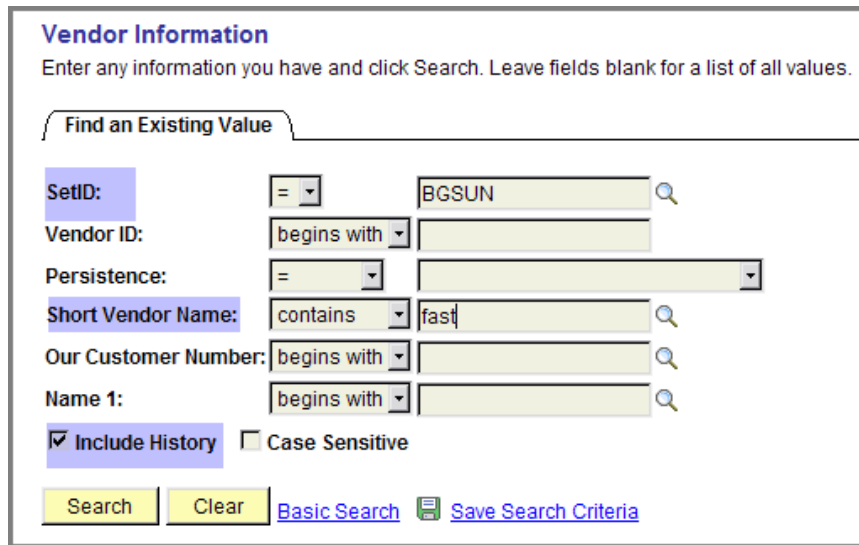 Vendor Information
Enter any information you have and click Search. Leave fields blank for a list of all values.
Find an Existing Value
SetID: = BGSUN
Vendor ID: begins with
Persistence: =
Short Vendor Name: contains fast
Our Customer Number: begins with
Name 1: begins with
Include History Case Sensitive
Search Clear Basic Search Save Search Criteria